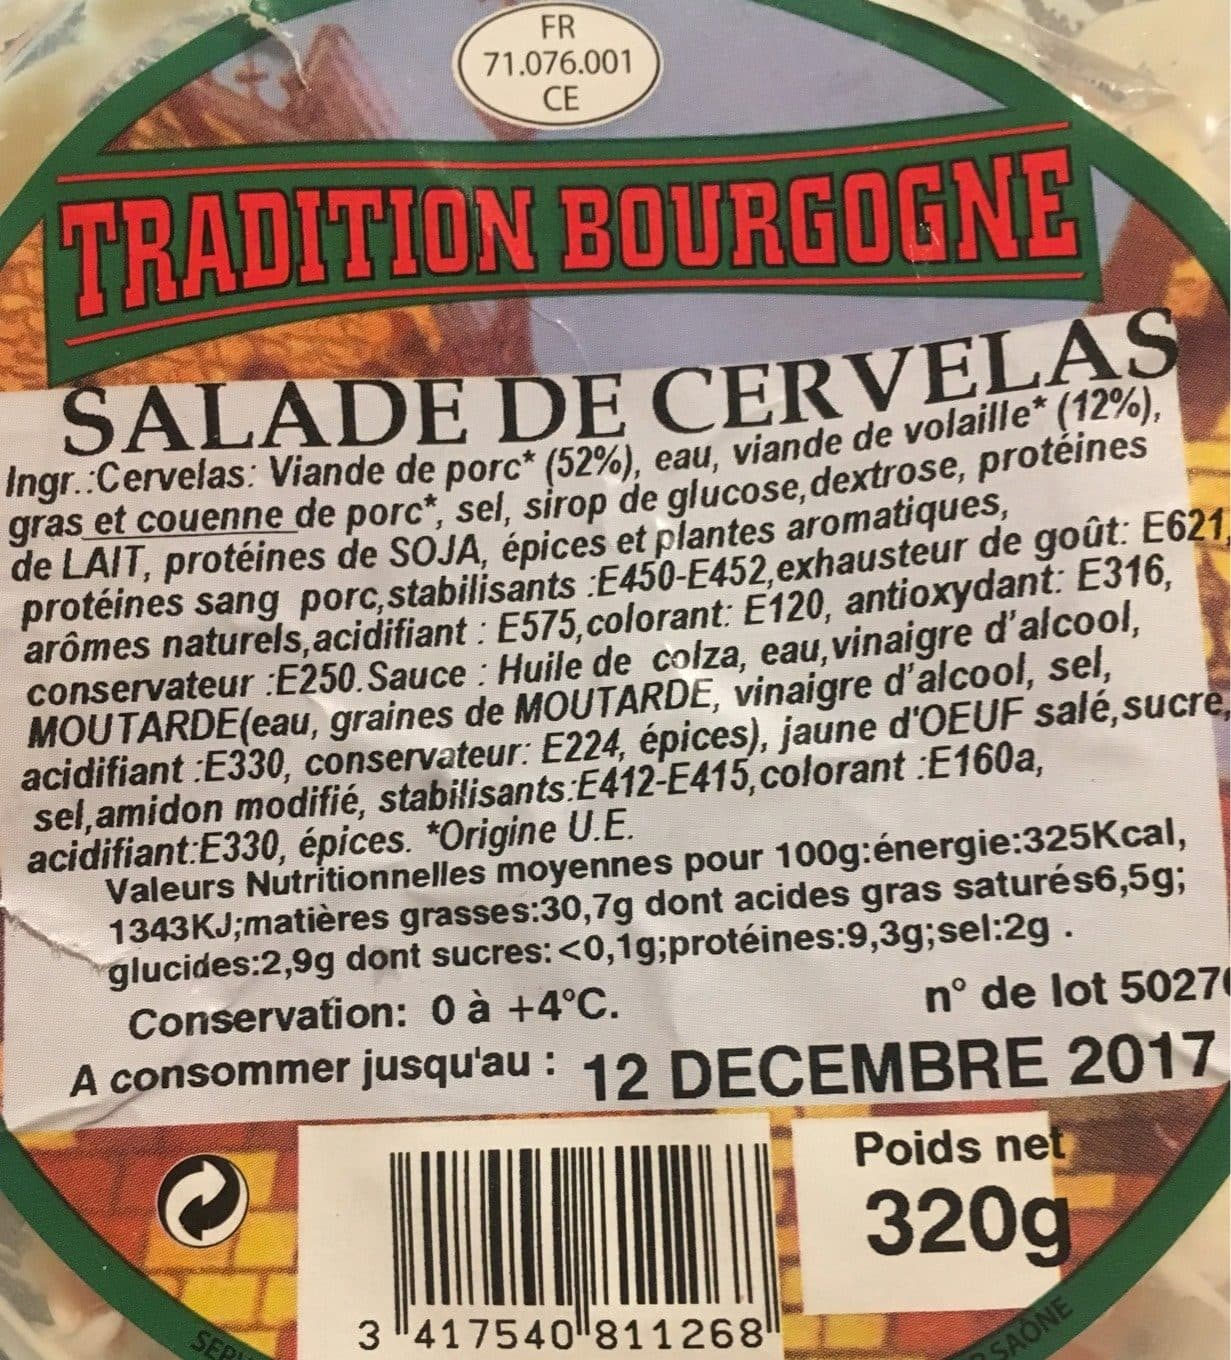 FR
71.076.001
CE
TRADITION BOURGOGNE
SALADE DE CERVELAS
Ingr.:Cervelas: Viande de porc* (52%), eau, viande de volaille* (12%),
gras et couenne de porc*, sel, sirop de glucose,dextrose, protéines
de LAIT, protéines de SOJA, épices et plantes aromatiques,
protéines sang porc,stabilisants :E450-E452,exhausteur de goût: E621,
arômes naturels,acidifiant : E575,colorant: E120, antioxydant: E316,
conservateur :E250.Sauce : Huile de colza, eau,vinaigre d'alcool,
MOUTARDE(eau, graines de MOUTARDE, vinaigre d'alcool, sel,
acidifiant :E330, conservateur: E224, épices), jaune d'OEUF salé,sucre,
sel,amidon modifié, stabilisants:E412-E415,colorant :E160a,
acidifiant:E330, épices. *Origine U.E.
Valeurs Nutritionnelles moyennes pour 100g:énergie:325Kcal,
1343KJ;matières grasses:30,7g dont acides gras saturés6,5g;
glucides:2,9g dont sucres:<0,1g;protéines:9,3g;sel:2g .
Conservation: 0 à +4°C.
n° de lot 5027
A consommer jusqu'au : 12 DECEMBRE 2017
Poids net
320g
3 417540 811268
SAÔNE